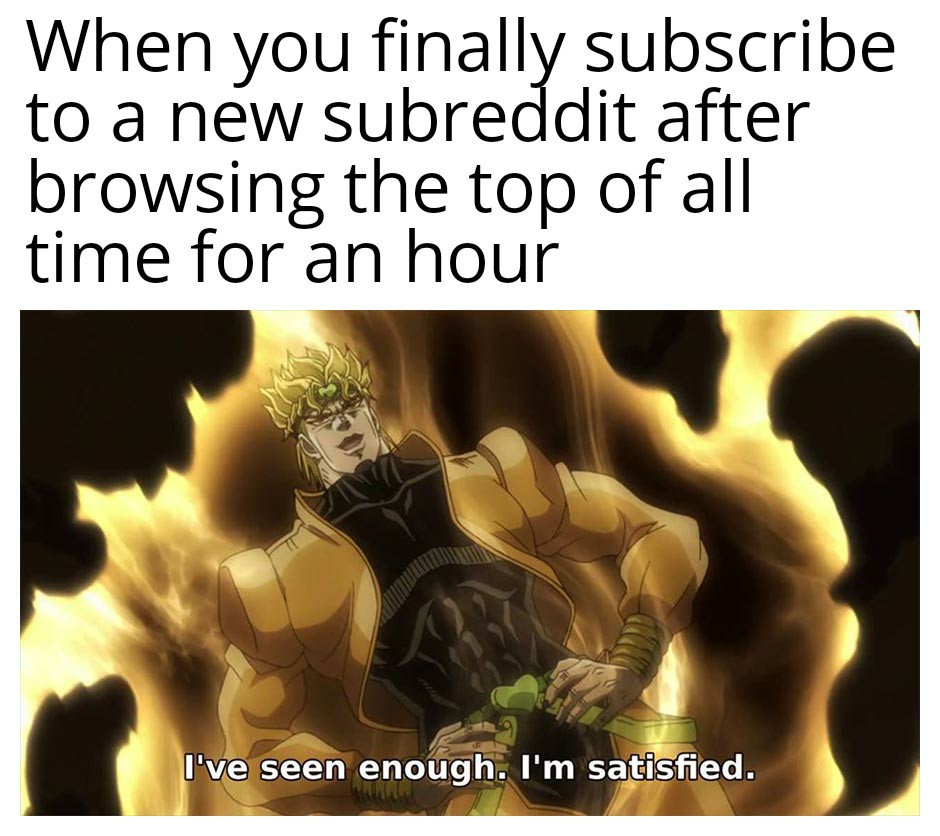 When you finally subscribe
to a new subreddit after
browsing the top of all
time for an hour
I've seen enough. I'm satisfied.